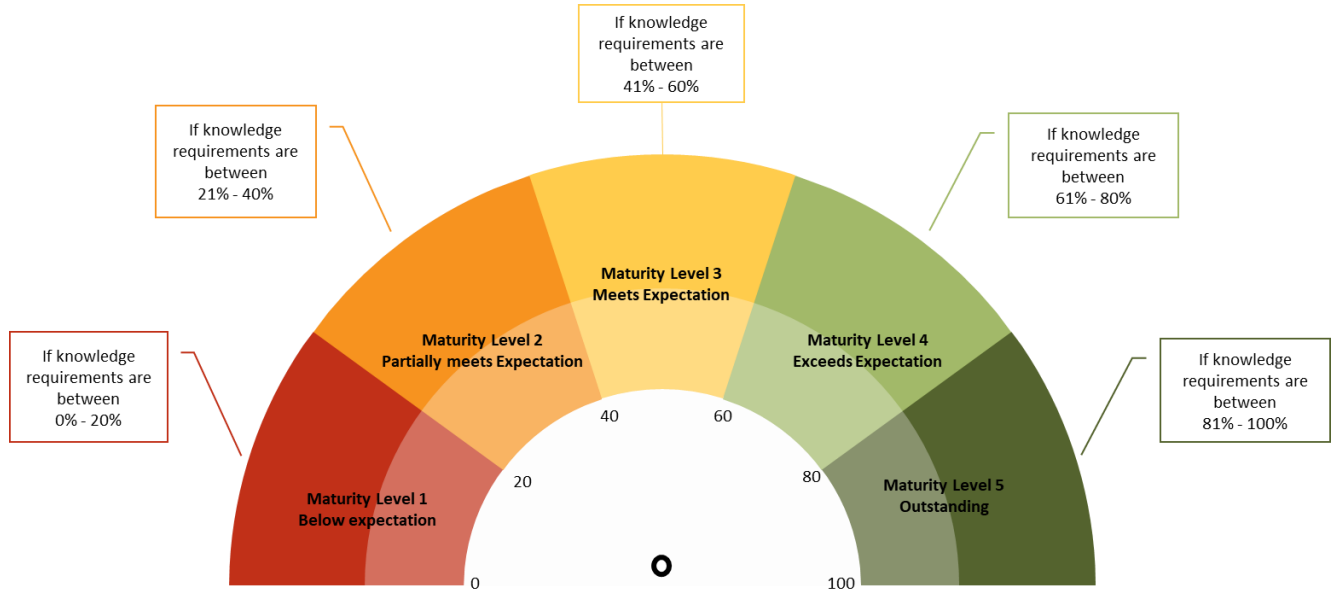 If knowledge
requirements are
between
41% - 60%
If knowledge
requirements are
between
21% - 40%
If knowledge
requirements are
between
61% - 80%
Maturity Level 3
Meets Expectation
If knowledge
requirements are
between
0% - 20%
Maturity Level 2
Partially meets Expectation
Maturity Level 4
Exceeds Expectation
If knowledge
requirements are
between
81% - 100%
40
60
20
80
Maturity Level 1
Below expectation
Maturity Level 5
Outstanding
0
100